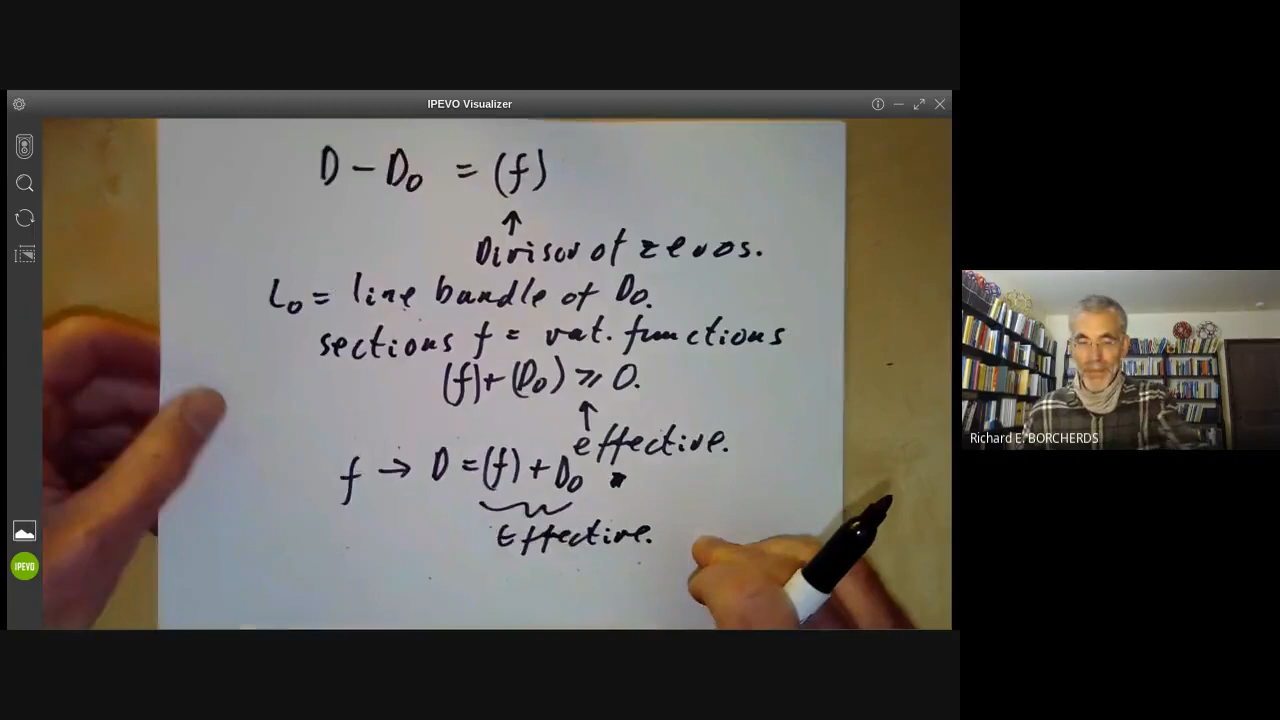 IPEVO Visualizer
D - D₀ = (f)
↑
Divisor of zeros.
L₀ = line bundle of D₀.
sections f = rat. functions
(f)+(D₀) ⩾ 0.
↑
effective.
f → D = (f) + D₀
Effective.
IPEVO
Richard E. BORCHERDS